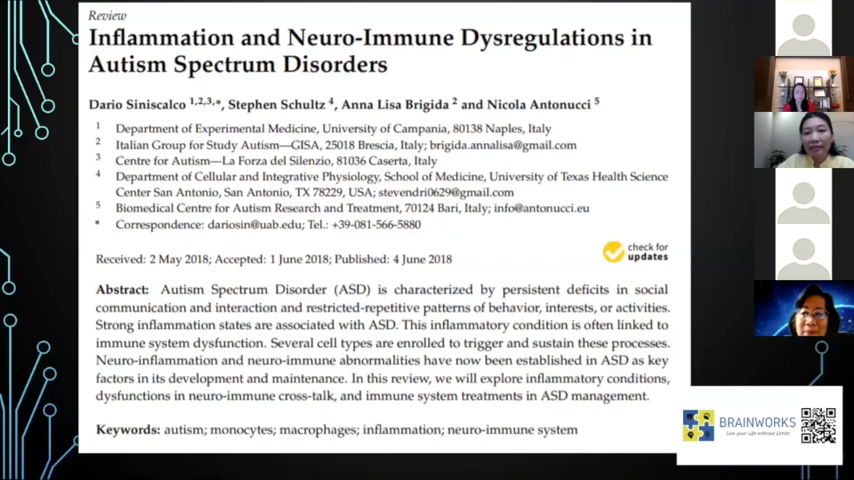 Review
Inflammation and Neuro-Immune Dysregulations in
Autism Spectrum Disorders
Dario Siniscalco 1,2,3,*, Stephen Schultz 4, Anna Lisa Brigida 2 and Nicola Antonucci 5
1 Department of Experimental Medicine, University of Campania, 80138 Naples, Italy
2 Italian Group for Study Autism—GISA, 25018 Brescia, Italy; brigida.annalisa@gmail.com
3 Centre for Autism—La Forza del Silenzio, 81036 Caserta, Italy
4 Department of Cellular and Integrative Physiology, School of Medicine, University of Texas Health Science
Center San Antonio, San Antonio, TX 78229, USA; stevendri0629@gmail.com
5 Biomedical Centre for Autism Research and Treatment, 70124 Bari, Italy; info@antonucci.eu
* Correspondence: dariosin@uab.edu; Tel.: +39-081-566-5880
Received: 2 May 2018; Accepted: 1 June 2018; Published: 4 June 2018
check for
updates
Abstract: Autism Spectrum Disorder (ASD) is characterized by persistent deficits in social
communication and interaction and restricted-repetitive patterns of behavior, interests, or activities.
Strong inflammation states are associated with ASD. This inflammatory condition is often linked to
immune system dysfunction. Several cell types are enrolled to trigger and sustain these processes.
Neuro-inflammation and neuro-immune abnormalities have now been established in ASD as key
factors in its development and maintenance. In this review, we will explore inflammatory conditions,
dysfunctions in neuro-immune cross-talk, and immune system treatments in ASD management.
Keywords: autism; monocytes; macrophages; inflammation; neuro-immune system
BRAINWORKS
Live your Life without Limits